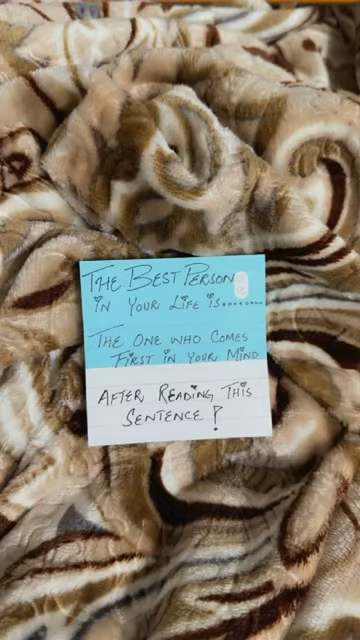 THE BEST PERSON
IN YOUR LIFE IS.........
THE ONE WHO COMES
FIRST IN YOUR MIND
AFTER READING THIS
SENTENCE !